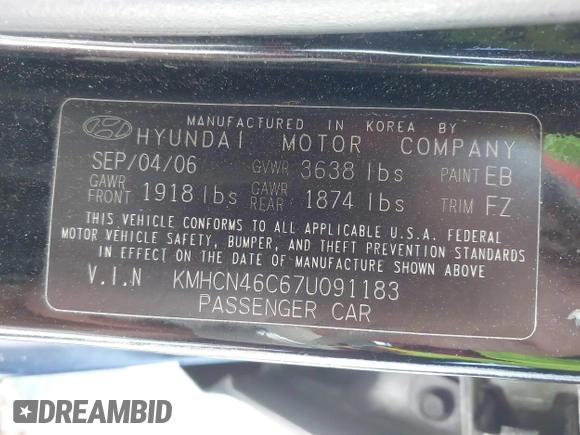 MANUFACTURED IN KOREA BY
HYUNDAI MOTOR COMPANY
SEP/04/06 GVWR 3638 lbs PAINT EB
GAWR FRONT 1918 lbs GAWR REAR 1874 lbs TRIM FZ
THIS VEHICLE CONFORMS TO ALL APPLICABLE U.S.A. FEDERAL
MOTOR VEHICLE SAFETY, BUMPER, AND THEFT PREVENTION STANDARDS
IN EFFECT ON THE DATE OF MANUFACTURE SHOWN ABOVE
V.I.N KMHCN46C67U091183
PASSENGER CAR
DREAMBID